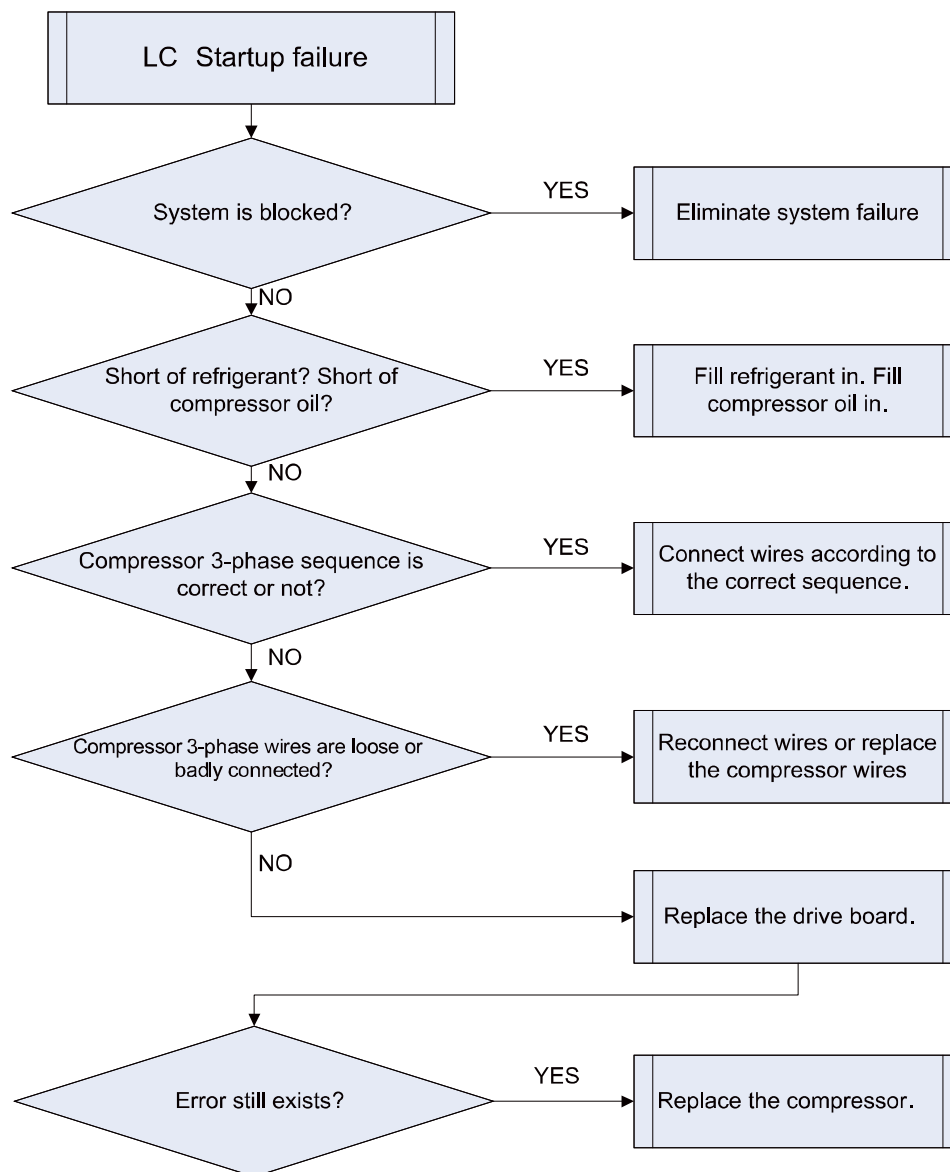 LC Startup failure
System is blocked?
YES
Eliminate system failure
NO
Short of refrigerant? Short of
compressor oil?
YES
Fill refrigerant in. Fill
compressor oil in.
NO
Compressor 3-phase sequence is
correct or not?
YES
Connect wires according to
the correct sequence.
NO
Compressor 3-phase wires are loose or
badly connected?
YES
Reconnect wires or replace
the compressor wires
NO
Replace the drive board.
Error still exists?
YES
Replace the compressor.